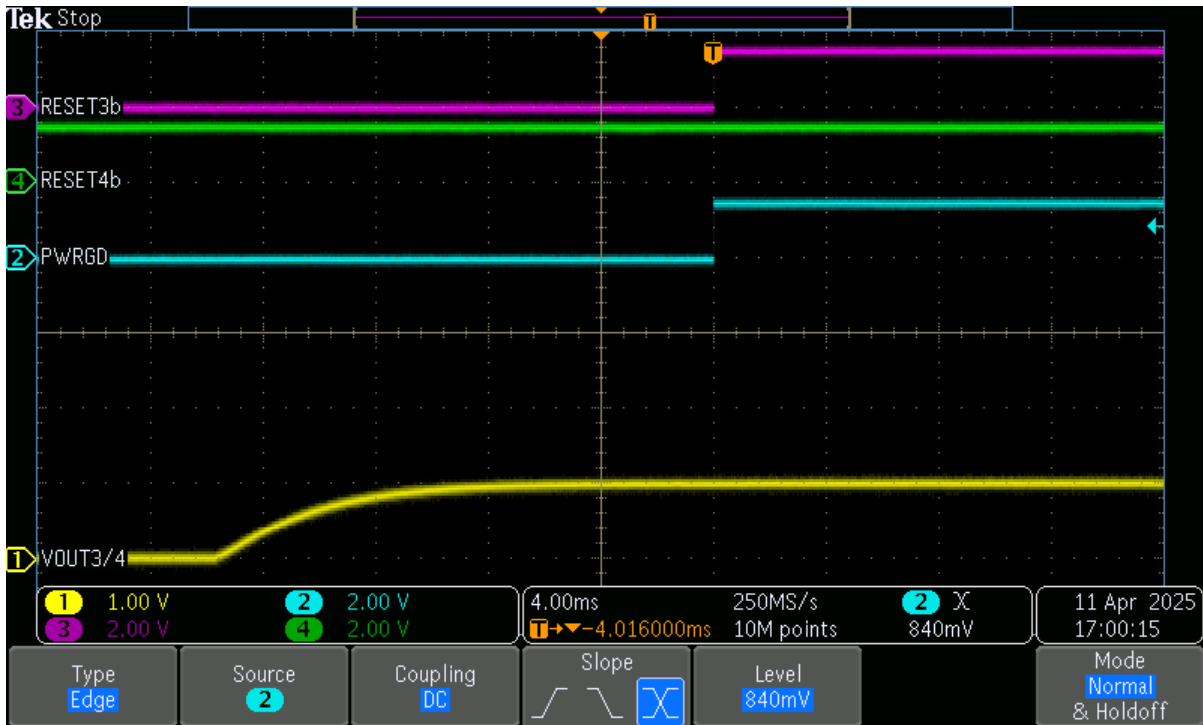 Tek Stop
T
T
3 RESET3b
4 RESET4b
2 PWRGD
1 VOUT3/4
1 1.00 V 2 2.00 V
3 2.00 V 4 2.00 V
4.00ms 250MS/s 2
T→▼-4.016000ms 10M points 840mV
11 Apr 2025
17:00:15
Type
Edge
Source
2
Coupling
DC
Slope
Level
840mV
Mode
Normal
& Holdoff